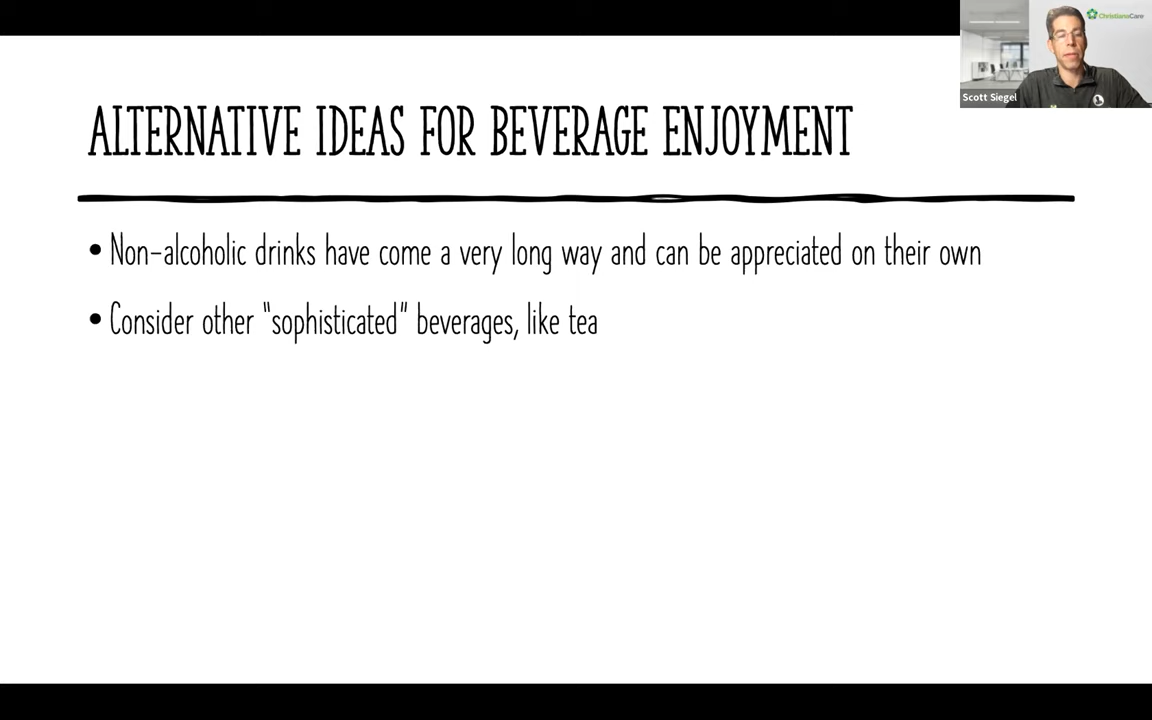 ChristianaCare
Scott Siegel
ALTERNATIVE IDEAS FOR BEVERAGE ENJOYMENT
• Non-alcoholic drinks have come a very long way and can be appreciated on their own
• Consider other "sophisticated" beverages, like tea